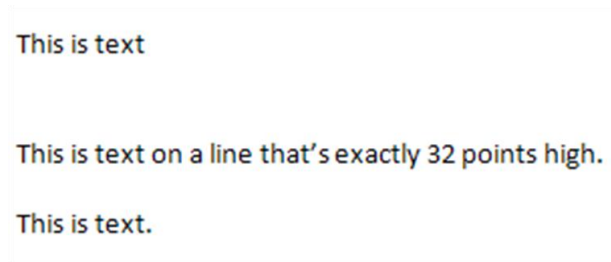 This is text
This is text on a line that’s exactly 32 points high.
This is text.